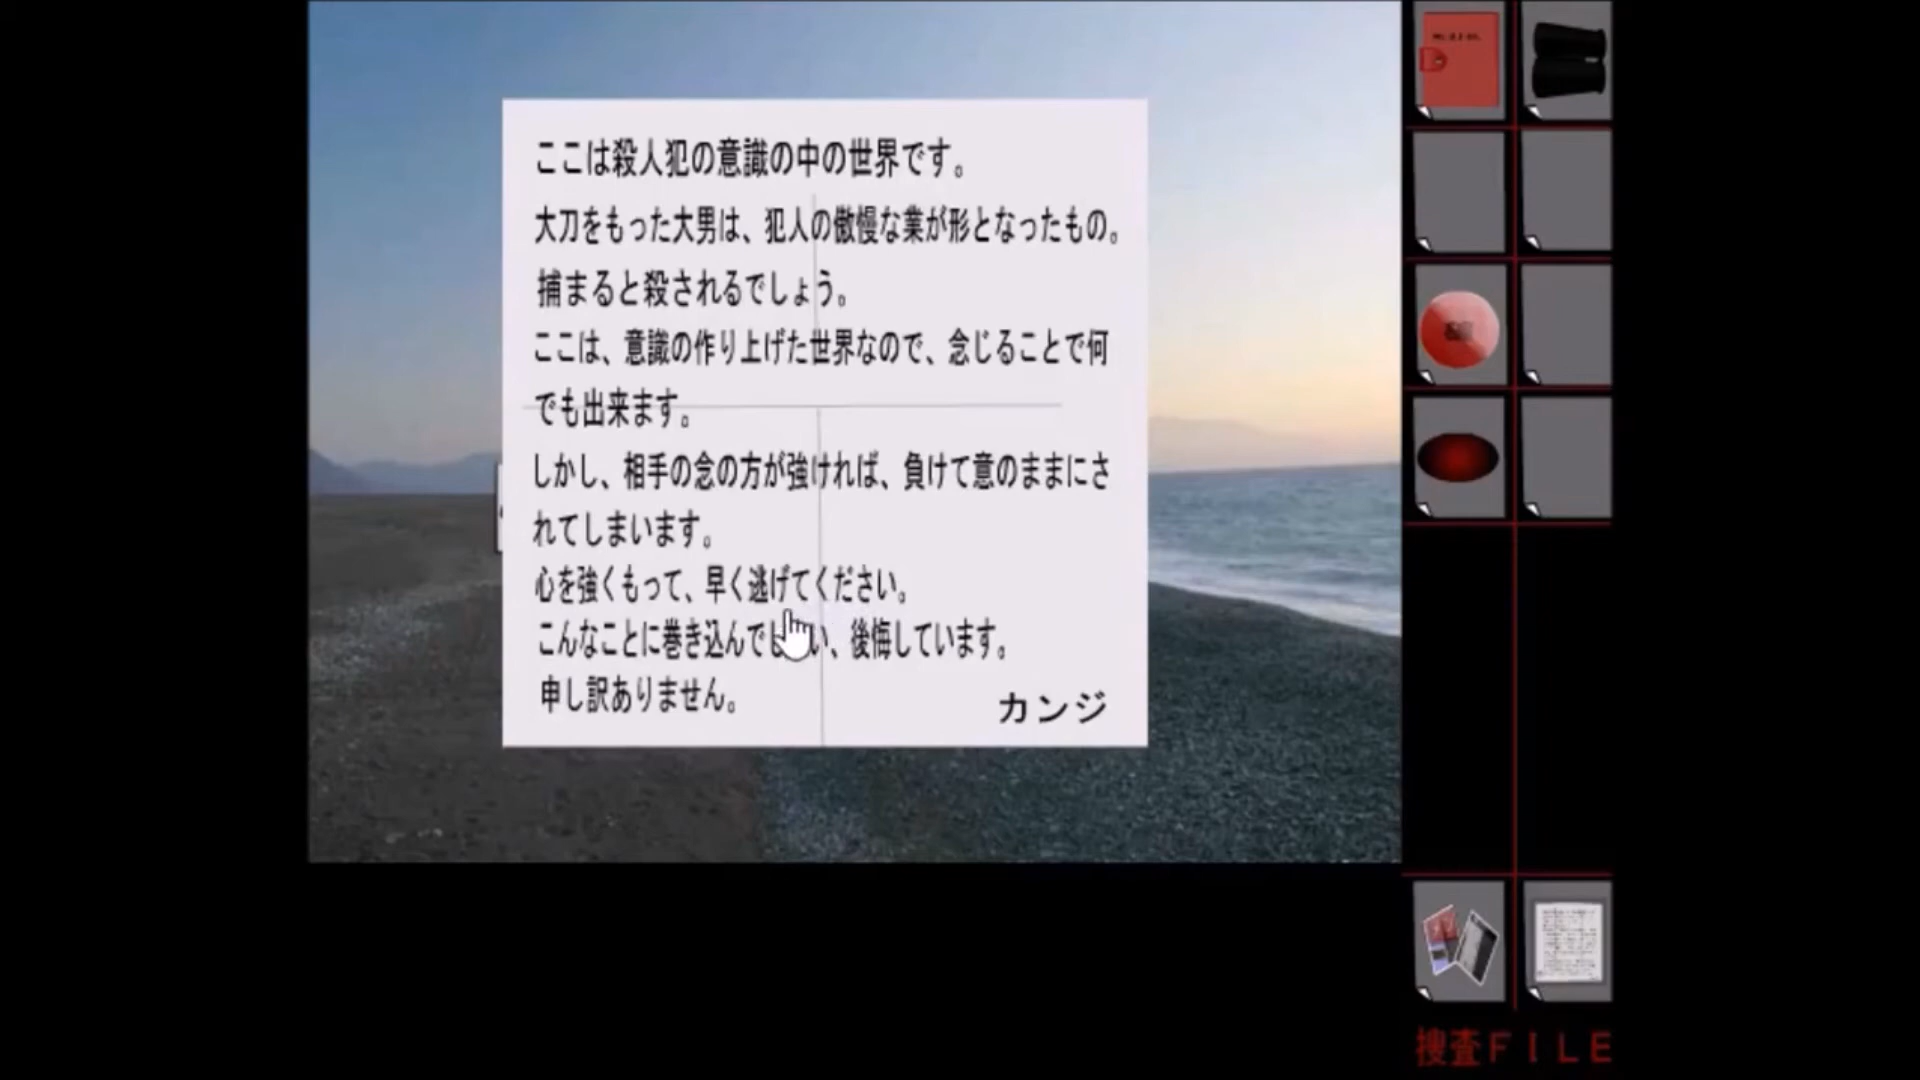 ここは殺人犯の意識の中の世界です。
大刀をもった大男は、犯人の傲慢な業が形となったもの。
捕まると殺されるでしょう。
ここは、意識の作り上げた世界なので、念じることで何
でも出来ます。
しかし、相手の念の方が強ければ、負けて意のままにさ
れてしまいます。
心を強くもって、早く逃げてください。
こんなことに巻き込んでしまい、後悔しています。
申し訳ありません。
カンジ
捜査FILE